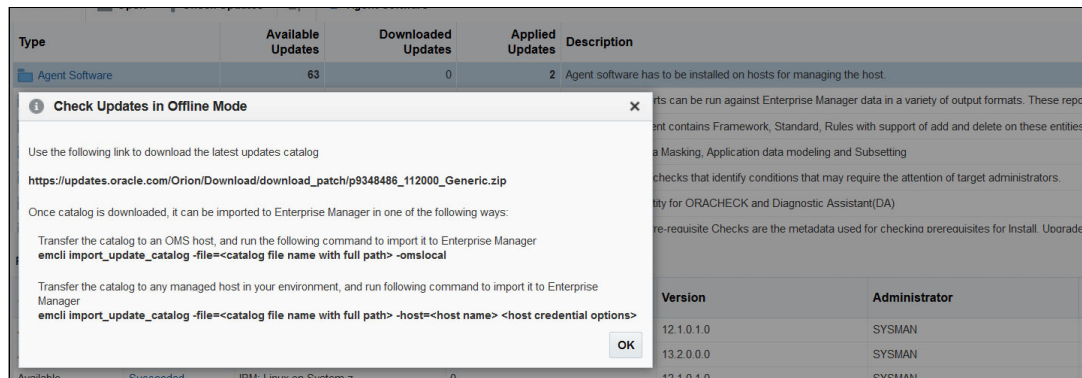 Agent Software
Type
Available Updates
Downloaded Updates
Applied Updates
Description
Agent Software 63 0 2 Agent software has to be installed on hosts for managing the host.
Check Updates in Offline Mode
rts can be run against Enterprise Manager data in a variety of output formats. These repo
ent contains Framework, Standard, Rules with support of add and delete on these entities
Use the following link to download the latest updates catalog
a Masking, Application data modeling and Subsetting
https://updates.oracle.com/Orion/Download/download_patch/p9348486_112000_Generic.zip
checks that identify conditions that may require the attention of target administrators.
tity for ORACHECK and Diagnostic Assistant(DA)
Once catalog is downloaded, it can be imported to Enterprise Manager in one of the following ways:
re-requisite Checks are the metadata used for checking prerequisites for Install, Upgrade
Transfer the catalog to an OMS host, and run the following command to import it to Enterprise Manager
emcli import_update_catalog -file=<catalog file name with full path> -omslocal
Transfer the catalog to any managed host in your environment, and run following command to import it to Enterprise
Manager
emcli import_update_catalog -file=<catalog file name with full path> -host=<host name> <host credential options>
OK
Version
Administrator
12.1.0.1.0 SYSMAN
13.2.0.0.0 SYSMAN
Available Succeeded IBM: Linux on System z 0 12.1.0.1.0 SYSMAN